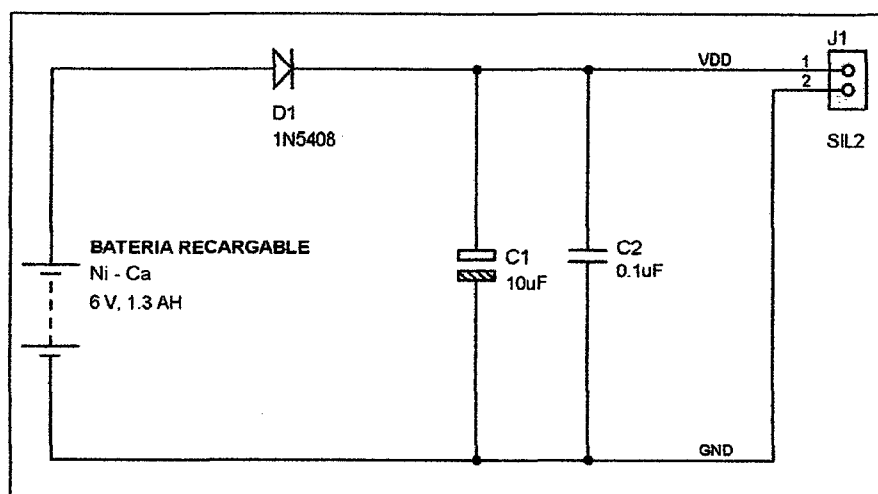 J1
VDD
1
2
D1
1N5408
SIL2
BATERIA RECARGABLE
Ni - Ca
6 V, 1.3 AH
C1
10uF
C2
0.1uF
GND